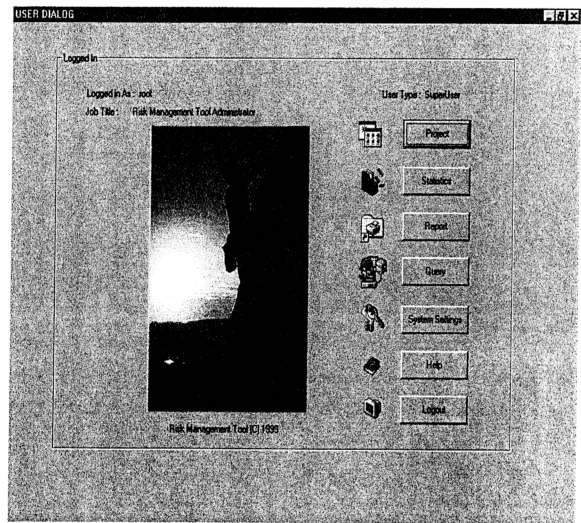 USER DIALOG
Logged In
Logged In As : root
User Type : SuperUser
Job Title : Risk Management Tool Administrator
Project
Statistics
Report
Query
System Settings
Help
Logout
Risk Management Tool (C) 1999